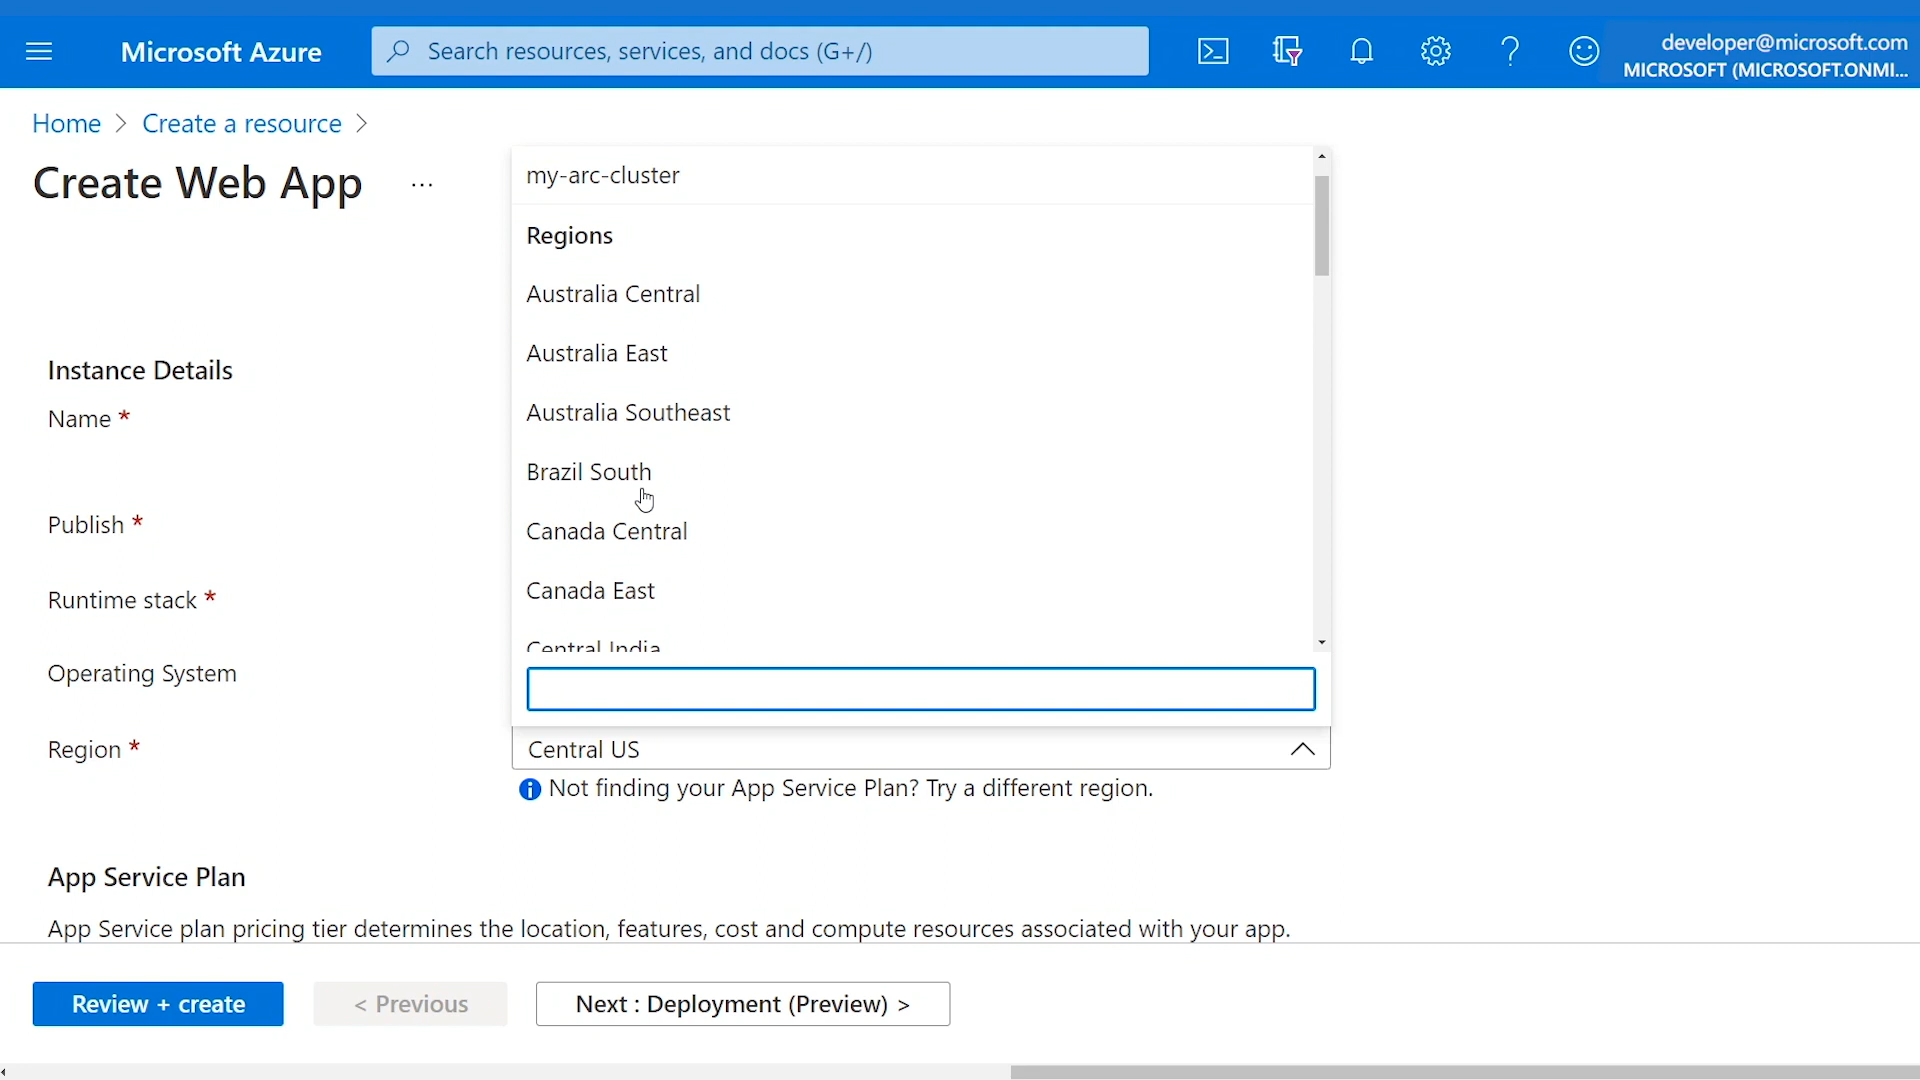 Microsoft Azure
Search resources, services, and docs (G+/)
developer@microsoft.com
MICROSOFT (MICROSOFT.ONMI...
Home > Create a resource >
Create Web App ...
my-arc-cluster
Regions
Australia Central
Australia East
Australia Southeast
Brazil South
Canada Central
Canada East
Central India
Instance Details
Name *
Publish *
Runtime stack *
Operating System
Region *
Central US
Not finding your App Service Plan? Try a different region.
App Service Plan
App Service plan pricing tier determines the location, features, cost and compute resources associated with your app.
Review + create
< Previous
Next : Deployment (Preview) >